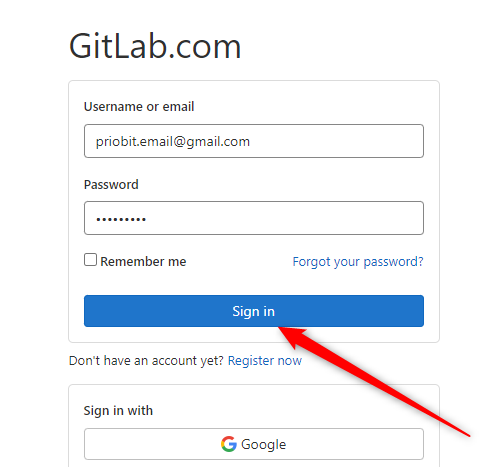 GitLab.com
Username or email
priobit.email@gmail.com
Password
•••••••••
Remember me Forgot your password?
Sign in
Don't have an account yet? Register now
Sign in with
Google